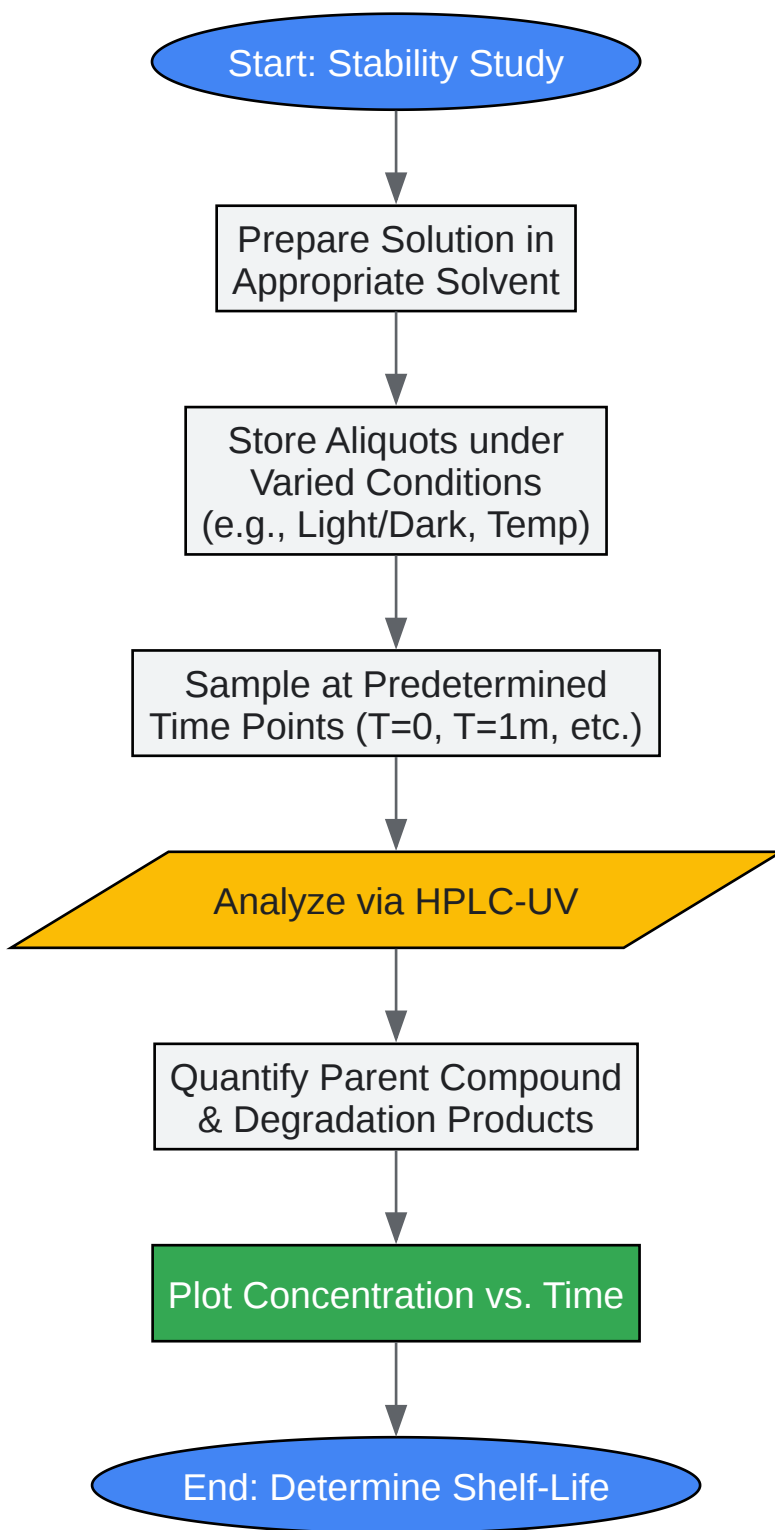 Start: Stability Study
Prepare Solution in
Appropriate Solvent
Store Aliquots under
Varied Conditions
(e.g., Light/Dark, Temp)
Sample at Predetermined
Time Points (T=0, T=1m, etc.)
Analyze via HPLC-UV
Quantify Parent Compound
& Degradation Products
Plot Concentration vs. Time
End: Determine Shelf-Life